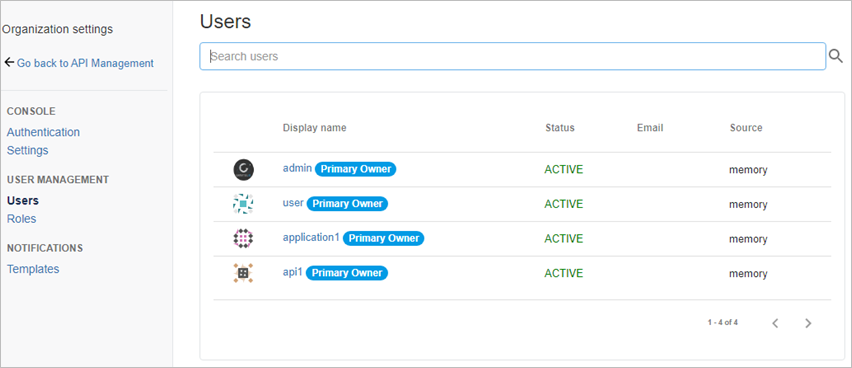 Organization settings
Go back to API Management
CONSOLE
Authentication
Settings
USER MANAGEMENT
Users
Roles
NOTIFICATIONS
Templates
Users
Search users
Display name Status Email Source
admin Primary Owner ACTIVE memory
user Primary Owner ACTIVE memory
application1 Primary Owner ACTIVE memory
api1 Primary Owner ACTIVE memory
1 - 4 of 4